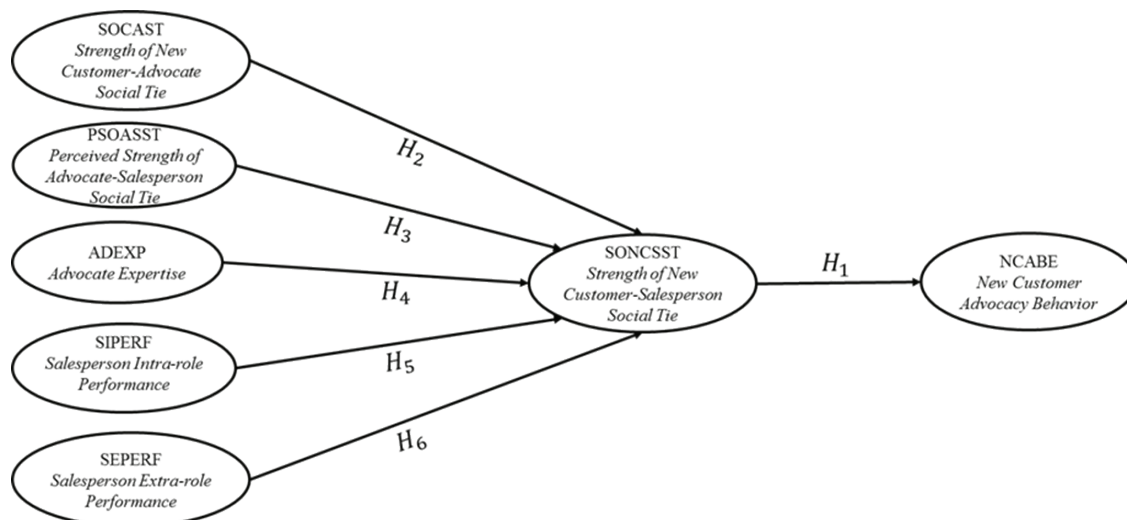 SOCAST
Strength of New
Customer-Advocate
Social Tie
H2
PSOASST
Perceived Strength of
Advocate-Salesperson
Social Tie
H3
ADEXP
Advocate Expertise
H4
SIPERF
Salesperson Intra-role
Performance
H5
SEPERF
Salesperson Extra-role
Performance
H6
SONCSST
Strength of New
Customer-Salesperson
Social Tie
H1
NCABE
New Customer
Advocacy Behavior